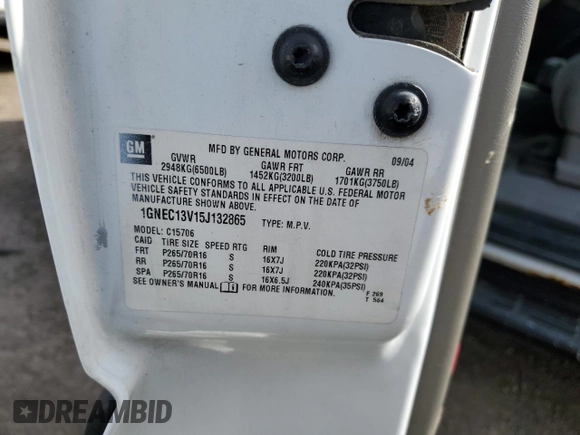 GM
MFD BY GENERAL MOTORS CORP. 09/04
GVWR GAWR FRT GAWR RR
2948KG(6500LB) 1452KG(3200LB) 1701KG(3750LB)
THIS VEHICLE CONFORMS TO ALL APPLICABLE U.S. FEDERAL MOTOR
VEHICLE SAFETY STANDARDS IN EFFECT ON THE DATE OF
MANUFACTURE SHOWN ABOVE.
1GNEC13V15J132865 TYPE: M.P.V.
MODEL: C15706
CAID TIRE SIZE SPEED RTG RIM COLD TIRE PRESSURE
FRT P265/70R16 S 16X7J 220KPA(32PSI)
RR P265/70R16 S 16X7J 220KPA(32PSI)
SPA P265/70R16 S 16X6.5J 240KPA(35PSI)
SEE OWNER'S MANUAL FOR MORE INFORMATION.
F 269
T 564
DREAMBID